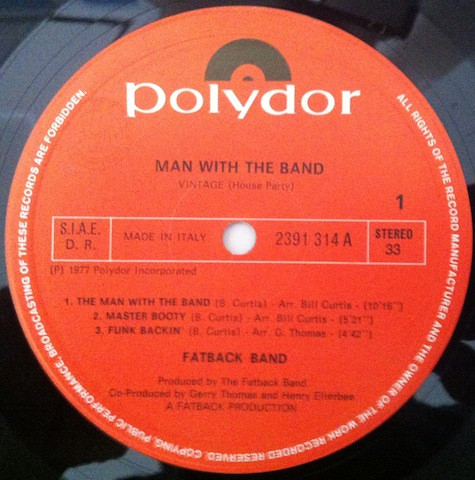 polydor
MAN WITH THE BAND
VINTAGE (House Party)
1
S.I.A.E.
D. R.
MADE IN ITALY
2391 314 A
STEREO
33
(P) 1977 Polydor Incorporated
1. THE MAN WITH THE BAND (B. Curtis) - Arr. Bill Curtis - (10'16'')
2. MASTER BOOTY (B. Curtis) - Arr. Bill Curtis - (5'21'')
3. FUNK BACKIN' (B. Curtis) - Arr. G. Thomas - (4'42'')
FATBACK BAND
Produced by The Fatback Band
Co-Produced by Gerry Thomas and Henry Ellerbee
A FATBACK PRODUCTION
ALL RIGHTS OF THE RECORD MANUFACTURER AND THE OWNER OF THE WORK RECORDED RESERVED. COPYING, PUBLIC PERFORMANCE, BROADCASTING OF THESE RECORDS ARE FORBIDDEN.